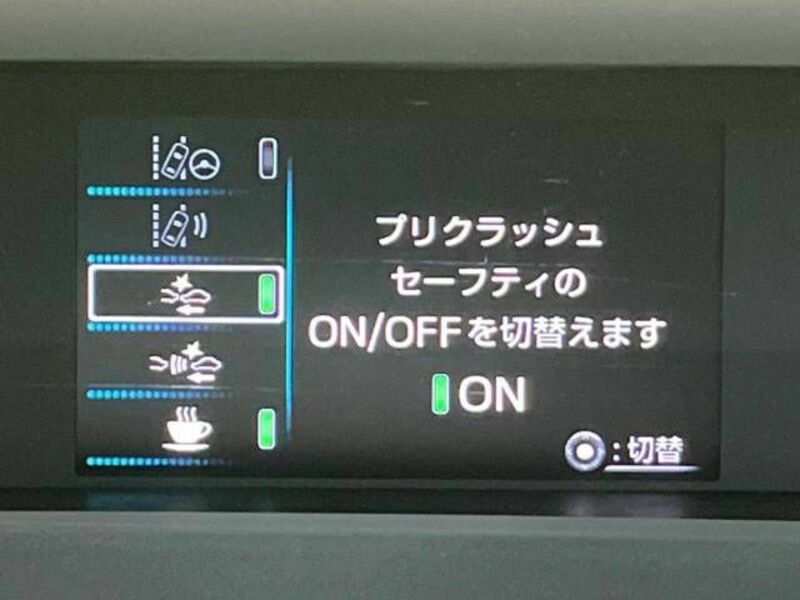 プリクラッシュ
セーフティの
ON/OFFを切替えます
ON
:切替